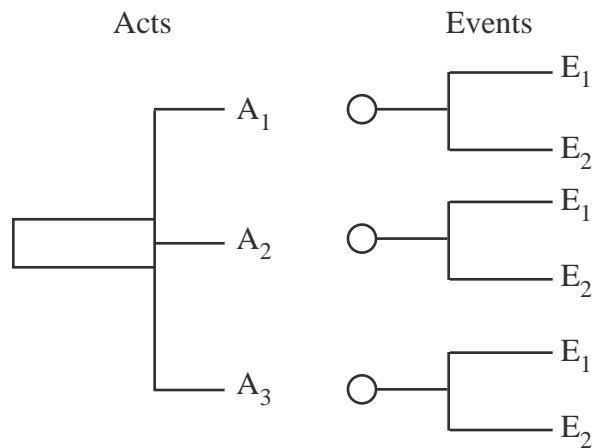 Acts Events
E₁
A₁
E₂
E₁
A₂
E₂
E₁
A₃
E₂